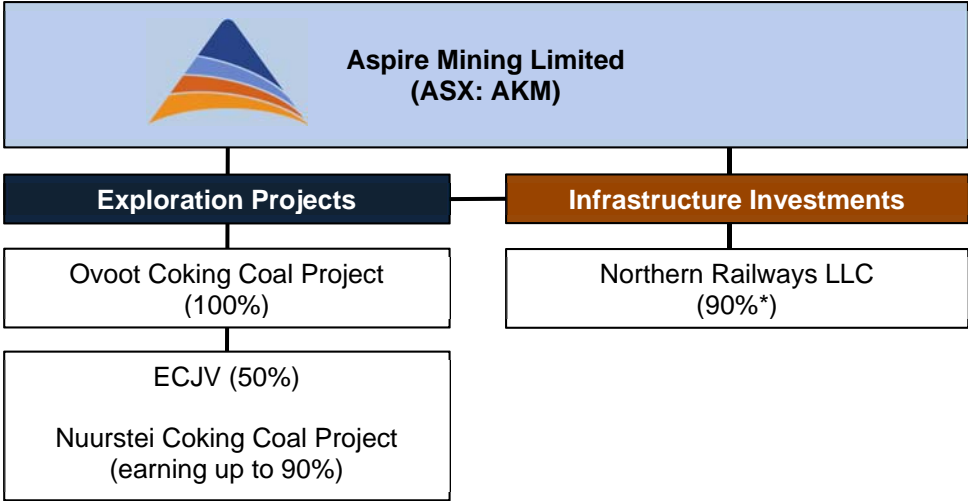 Aspire Mining Limited
(ASX: AKM)
Exploration Projects
Infrastructure Investments
Ovoot Coking Coal Project
(100%)
Northern Railways LLC
(90%*)
ECJV (50%)
Nuurstei Coking Coal Project
(earning up to 90%)